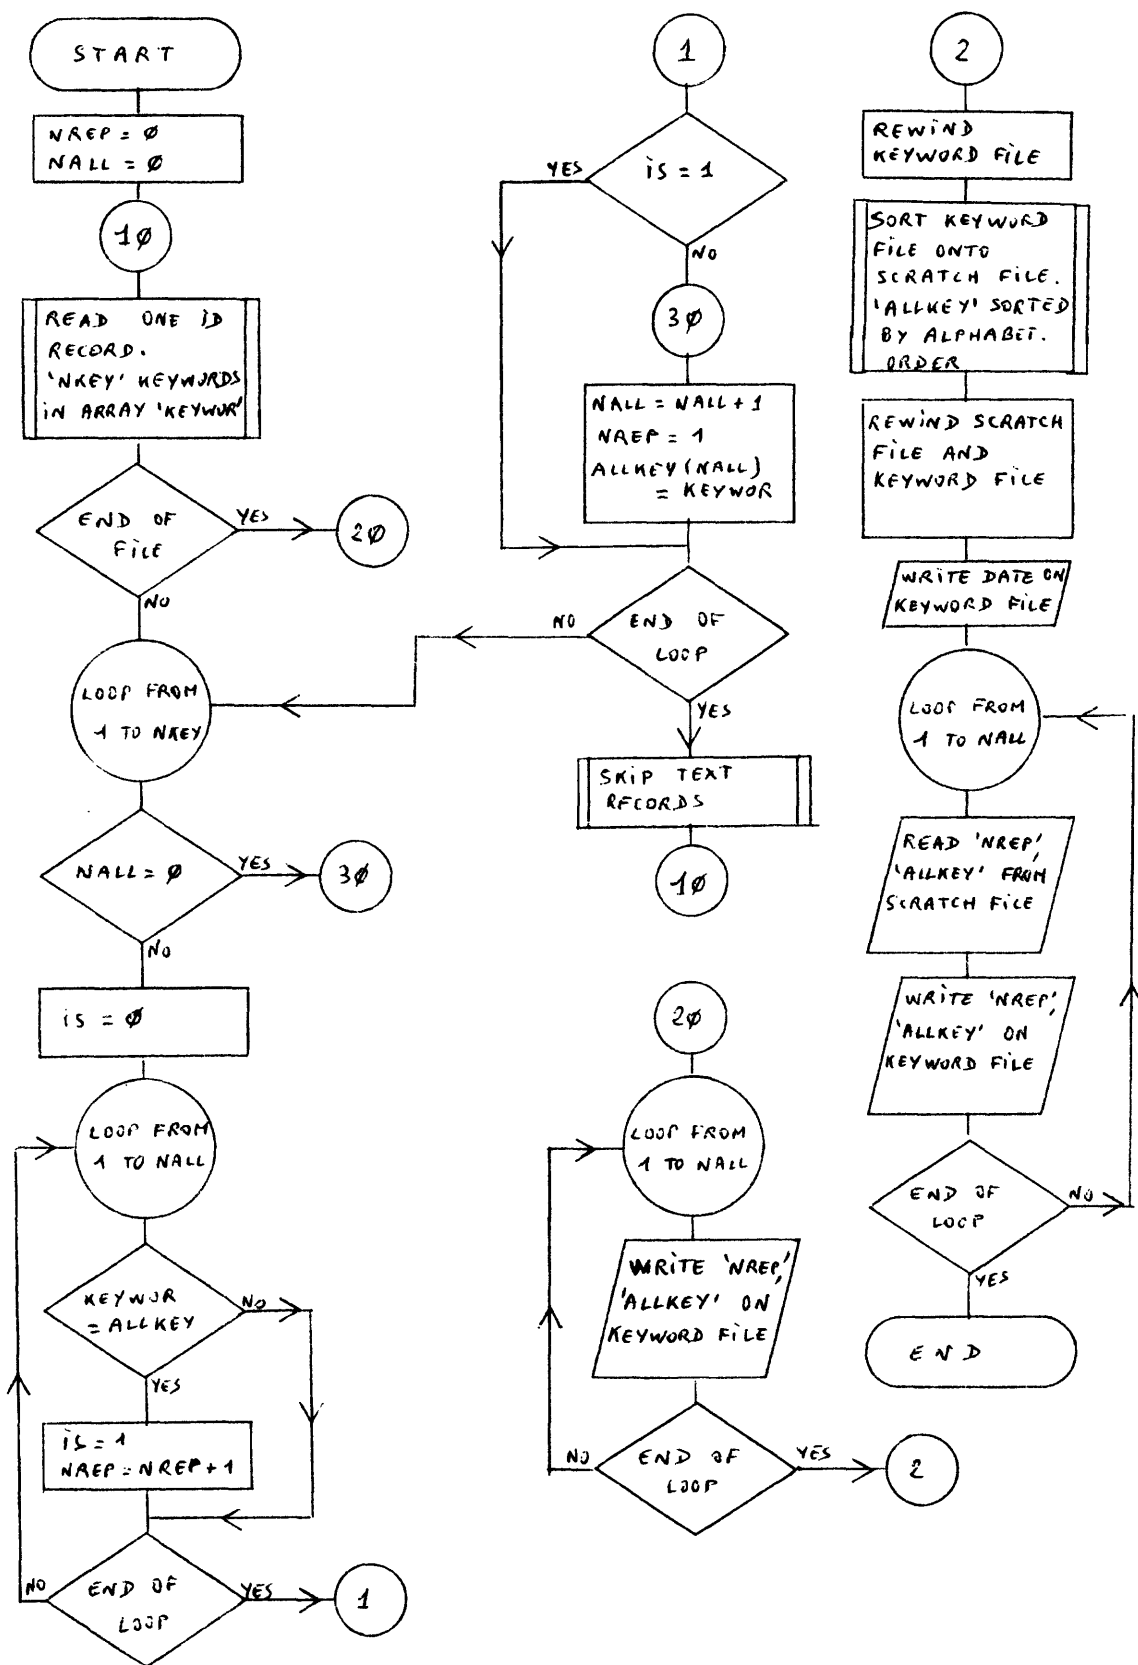 START
NREP = Ø
NALL = Ø
1Ø
READ ONE ID
RECORD.
'NKEY' KEYWORDS
IN ARRAY 'KEYWOR'
END OF
FILE
YES
2Ø
NO
LOOP FROM
1 TO NKEY
NALL = Ø
YES
3Ø
NO
iS = Ø
LOOP FROM
1 TO NALL
KEYWOR
= ALLKEY
NO
YES
iS = 1
NREP = NREP + 1
END OF
LOOP
NO
YES
1
1
iS = 1
YES
NO
3Ø
NALL = NALL + 1
NREP = 1
ALLKEY (NALL)
= KEYWOR
END OF
LOOP
NO
YES
SKIP TEXT
RECORDS
1Ø
2Ø
LOOP FROM
1 TO NALL
WRITE 'NREP',
'ALLKEY' ON
KEYWORD FILE
END OF
LOOP
NO
YES
2
2
REWIND
KEYWORD FILE
SORT KEYWORD
FILE ONTO
SCRATCH FILE.
'ALLKEY' SORTED
BY ALPHABET.
ORDER
REWIND SCRATCH
FILE AND
KEYWORD FILE
WRITE DATE ON
KEYWORD FILE
LOOP FROM
1 TO NALL
READ 'NREP',
'ALLKEY' FROM
SCRATCH FILE
WRITE 'NREP',
'ALLKEY' ON
KEYWORD FILE
END OF
LOOP
NO
YES
END